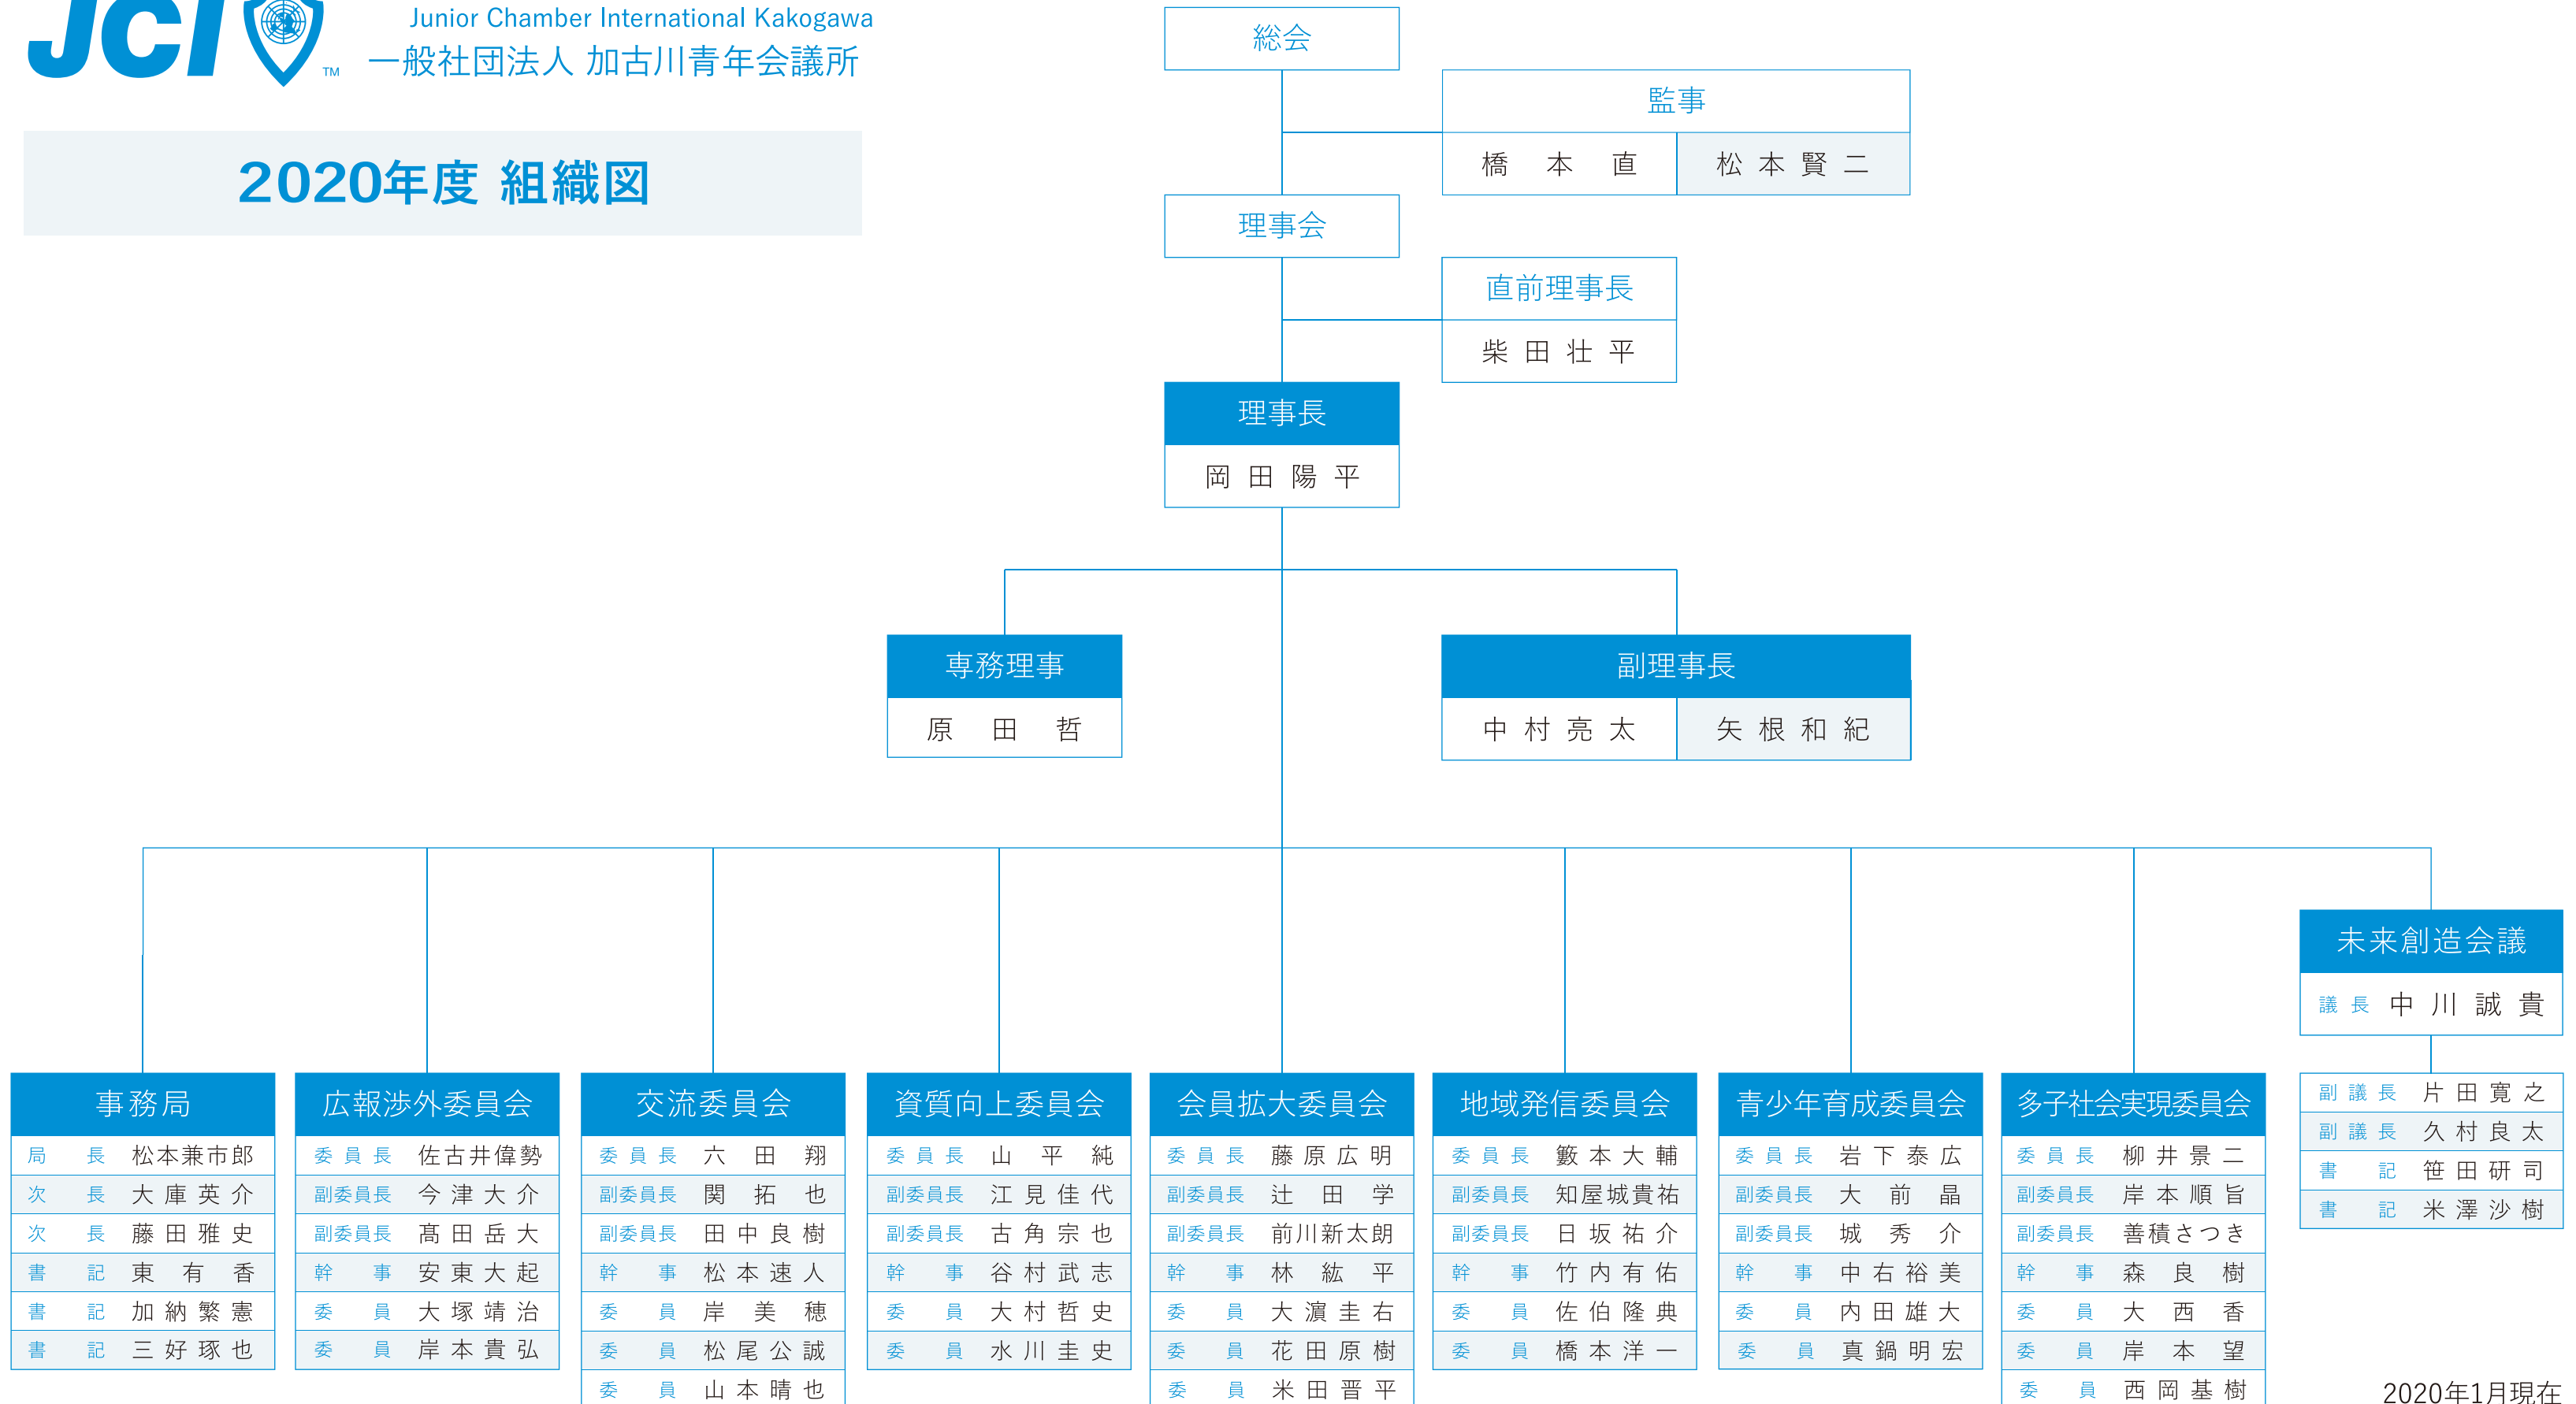 JCI
TM
Junior Chamber International Kakogawa
一般社団法人 加古川青年会議所
2020年度 組織図
総会
監事
橋本直 松本賢二
理事会
直前理事長
柴田壮平
理事長
岡田陽平
専務理事
原田哲
副理事長
中村亮太 矢根和紀
事務局
局長 松本兼市郎
次長 大庫英介
次長 藤田雅史
書記 東有香
書記 加納繁憲
書記 三好琢也
広報渉外委員会
委員長 佐古井偉勢
副委員長 今津大介
副委員長 髙田岳大
幹事 安東大起
委員 大塚靖治
委員 岸本貴弘
交流委員会
委員長 六田翔
副委員長 関拓也
副委員長 田中良樹
幹事 松本速人
委員 岸美穂
委員 松尾公誠
委員 山本晴也
資質向上委員会
委員長 山平純
副委員長 江見佳代
副委員長 古角宗也
幹事 谷村武志
委員 大村哲史
委員 水川圭史
会員拡大委員会
委員長 藤原広明
副委員長 辻田学
副委員長 前川新太朗
幹事 林紘平
委員 大濵圭右
委員 花田原樹
委員 米田晋平
地域発信委員会
委員長 籔本大輔
副委員長 知屋城貴祐
副委員長 日坂祐介
幹事 竹内有佑
委員 佐伯隆典
委員 橋本洋一
青少年育成委員会
委員長 岩下泰広
副委員長 大前晶
副委員長 城秀介
幹事 中右裕美
委員 内田雄大
委員 真鍋明宏
多子社会実現委員会
委員長 柳井景二
副委員長 岸本順旨
副委員長 善積さつき
幹事 森良樹
委員 大西香
委員 岸本望
委員 西岡基樹
未来創造会議
議長 中川誠貴
副議長 片田寛之
副議長 久村良太
書記 笹田研司
書記 米澤沙樹
2020年1月現在